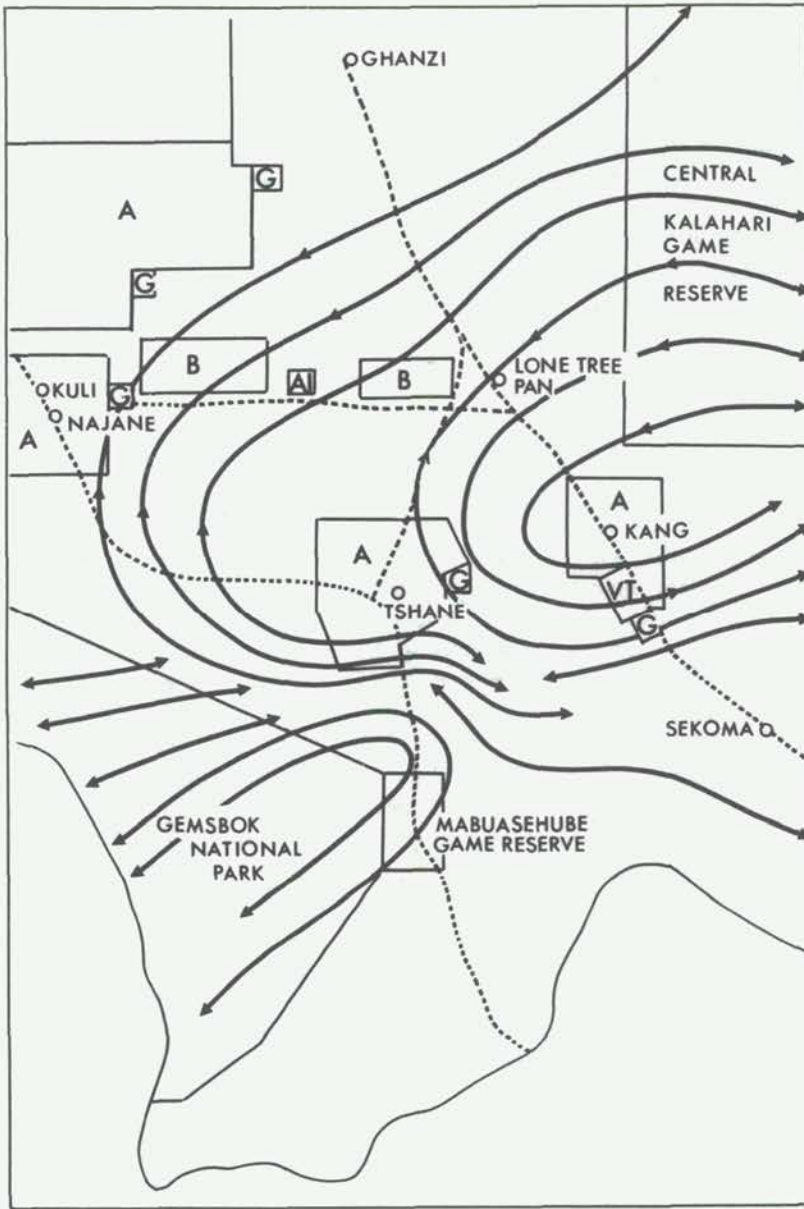 GHANZI
G
CENTRAL
A
KALAHARI
GAME
G
RESERVE
B
LONE TREE
PAN
B
AI
KULI
G
NAJANE
A
A
KANG
A
G
VT
TSHANE
G
SEKOMA
GEMSBOK
NATIONAL
PARK
MABUASEHUBE
GAME RESERVE